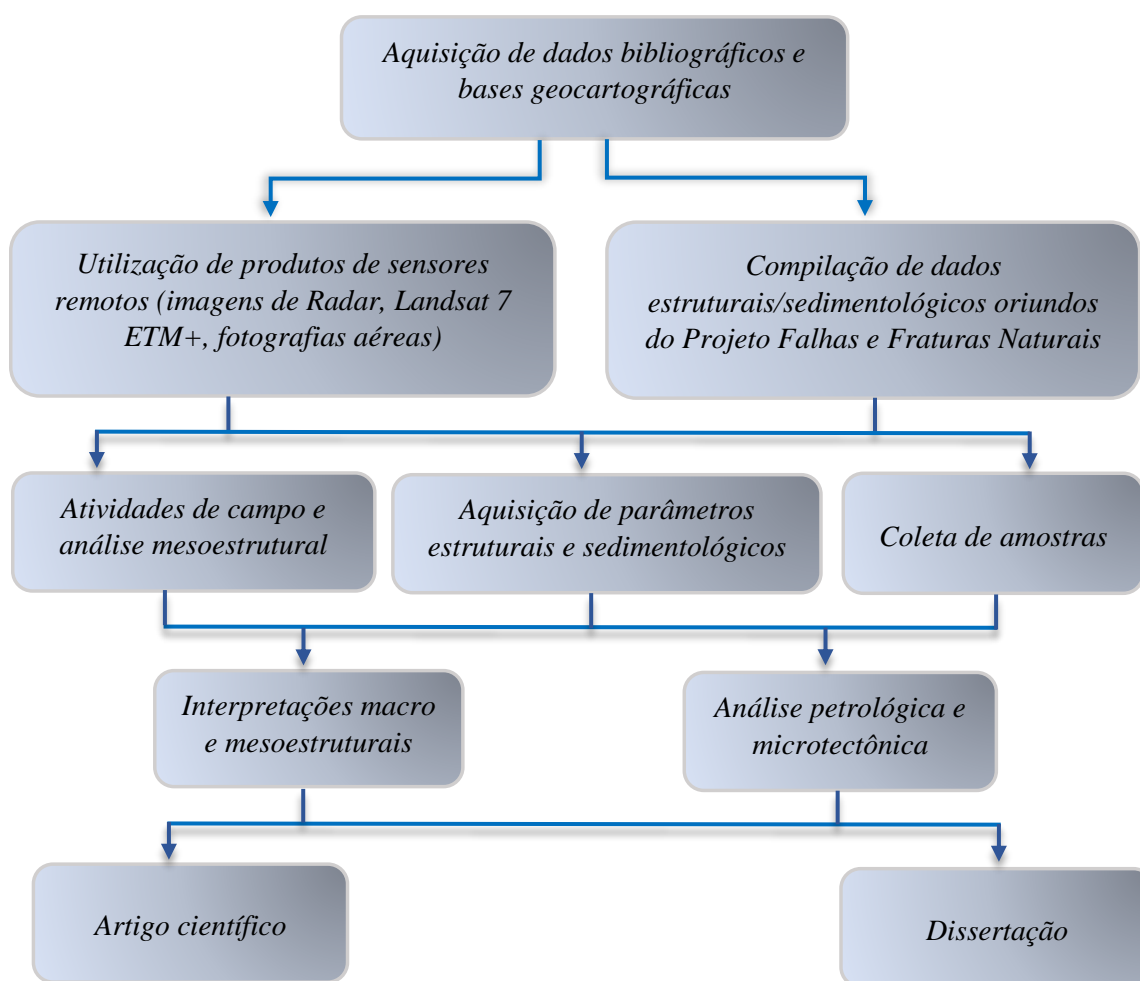 Aquisição de dados bibliográficos e
bases geocartográficas
Utilização de produtos de sensores
remotos (imagens de Radar, Landsat 7
ETM+, fotografias aéreas)
Compilação de dados
estruturais/sedimentológicos oriundos
do Projeto Falhas e Fraturas Naturais
Atividades de campo e
análise mesoestrutural
Aquisição de parâmetros
estruturais e sedimentológicos
Coleta de amostras
Interpretações macro
e mesoestruturais
Análise petrológica e
microtectônica
Artigo científico
Dissertação